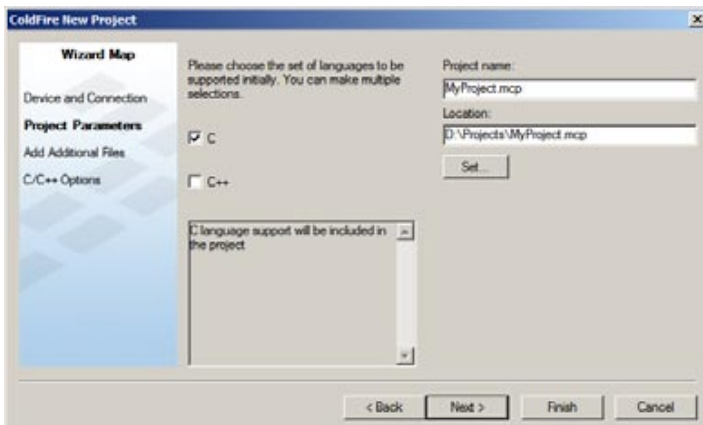 ColdFire New Project
Wizard Map
Device and Connection
Project Parameters
Add Additional Files
C/C++ Options
Please choose the set of languages to be
supported initially. You can make multiple
selections.
C
C++
C language support will be included in
the project
Project name:
MyProject.mcp
Location:
D:\Projects\MyProject.mcp
Set...
< Back
Next >
Finish
Cancel